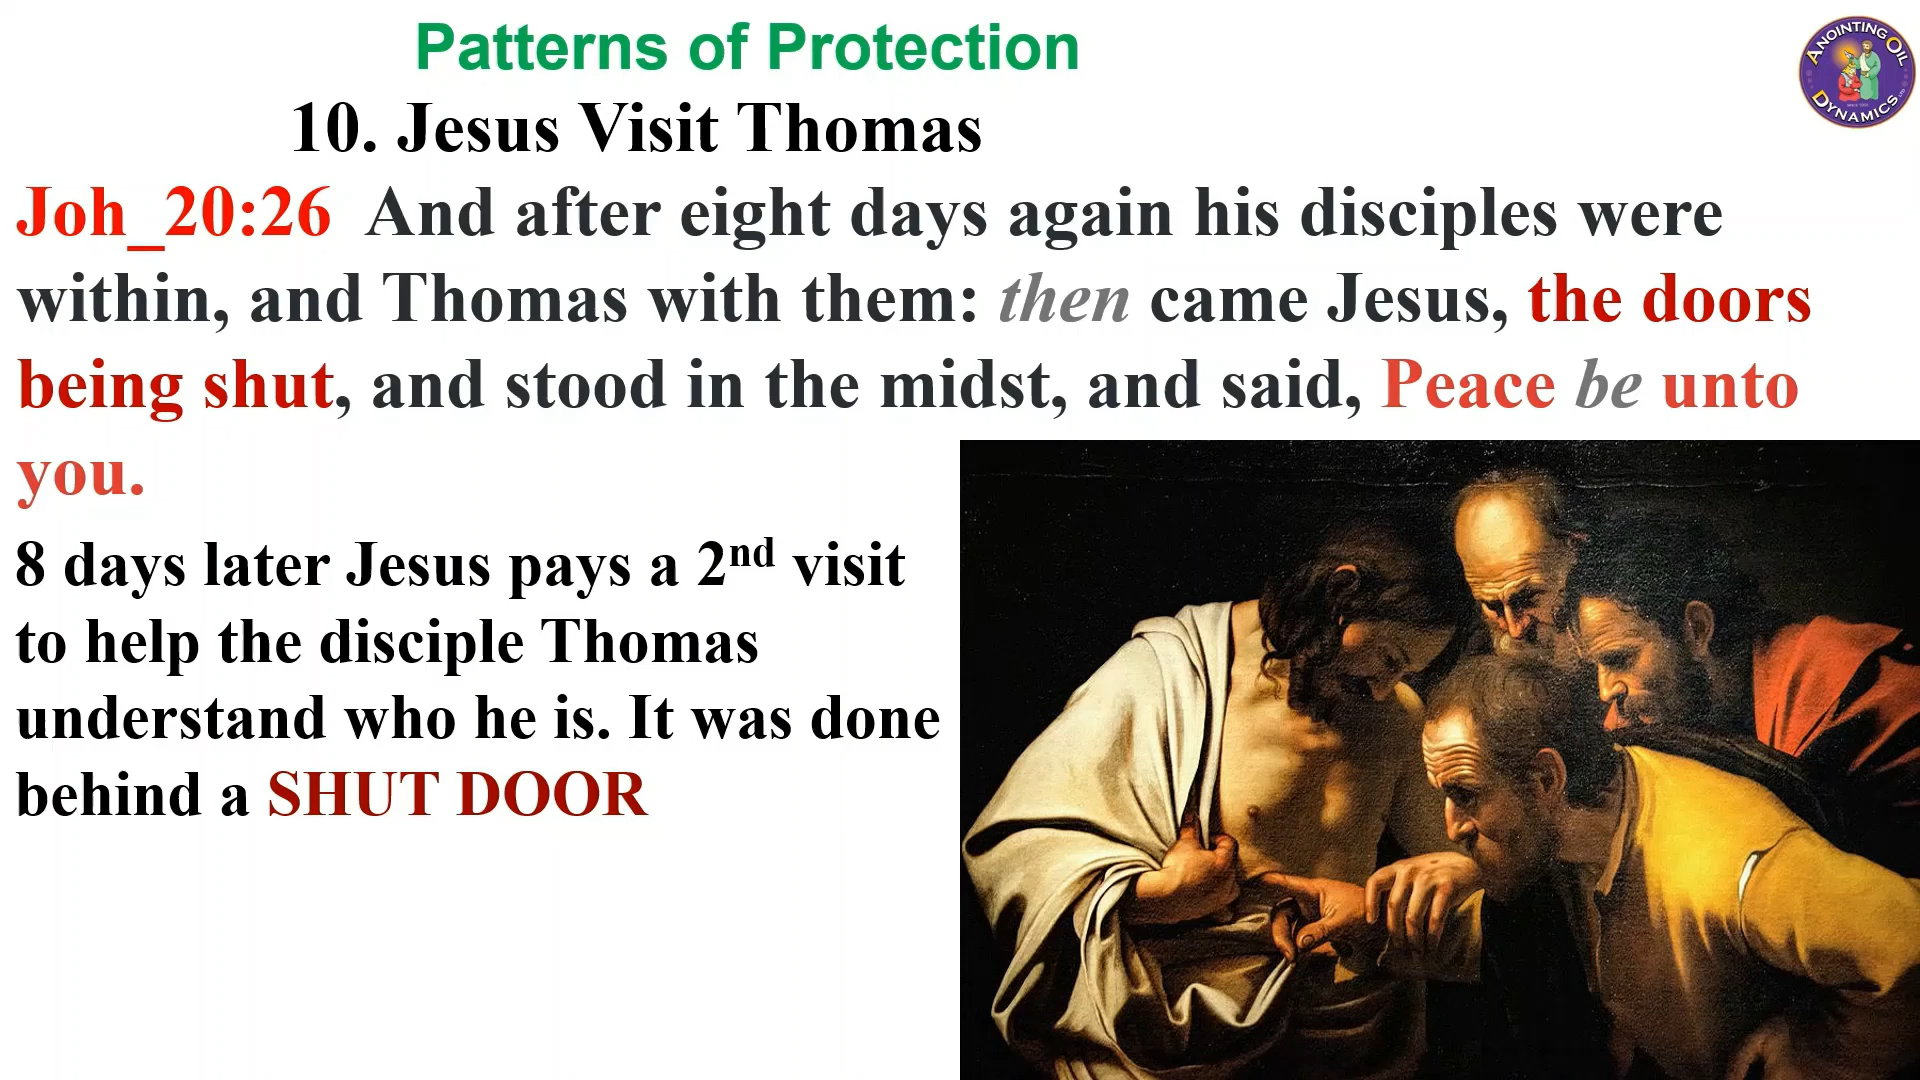 Patterns of Protection
10. Jesus Visit Thomas
Joh_20:26 And after eight days again his disciples were
within, and Thomas with them: then came Jesus, the doors
being shut, and stood in the midst, and said, Peace be unto
you.
8 days later Jesus pays a 2nd visit
to help the disciple Thomas
understand who he is. It was done
behind a SHUT DOOR
ANOINTING OIL
DYNAMICS